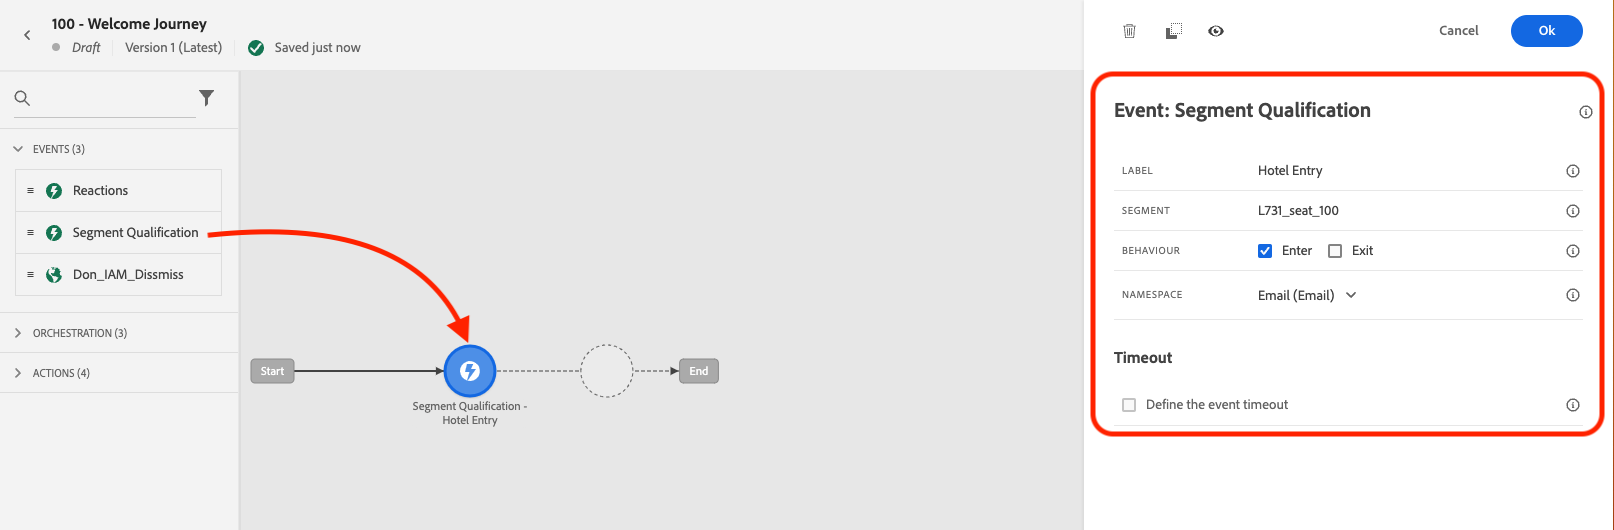 100 - Welcome Journey
Draft Version 1 (Latest) Saved just now
Cancel Ok
EVENTS (3)
Reactions
Segment Qualification
Don_IAM_Dissmiss
ORCHESTRATION (3)
ACTIONS (4)
Start
Segment Qualification -
Hotel Entry
End
Event: Segment Qualification
LABEL Hotel Entry
SEGMENT L731_seat_100
BEHAVIOUR Enter Exit
NAMESPACE Email (Email)
Timeout
Define the event timeout